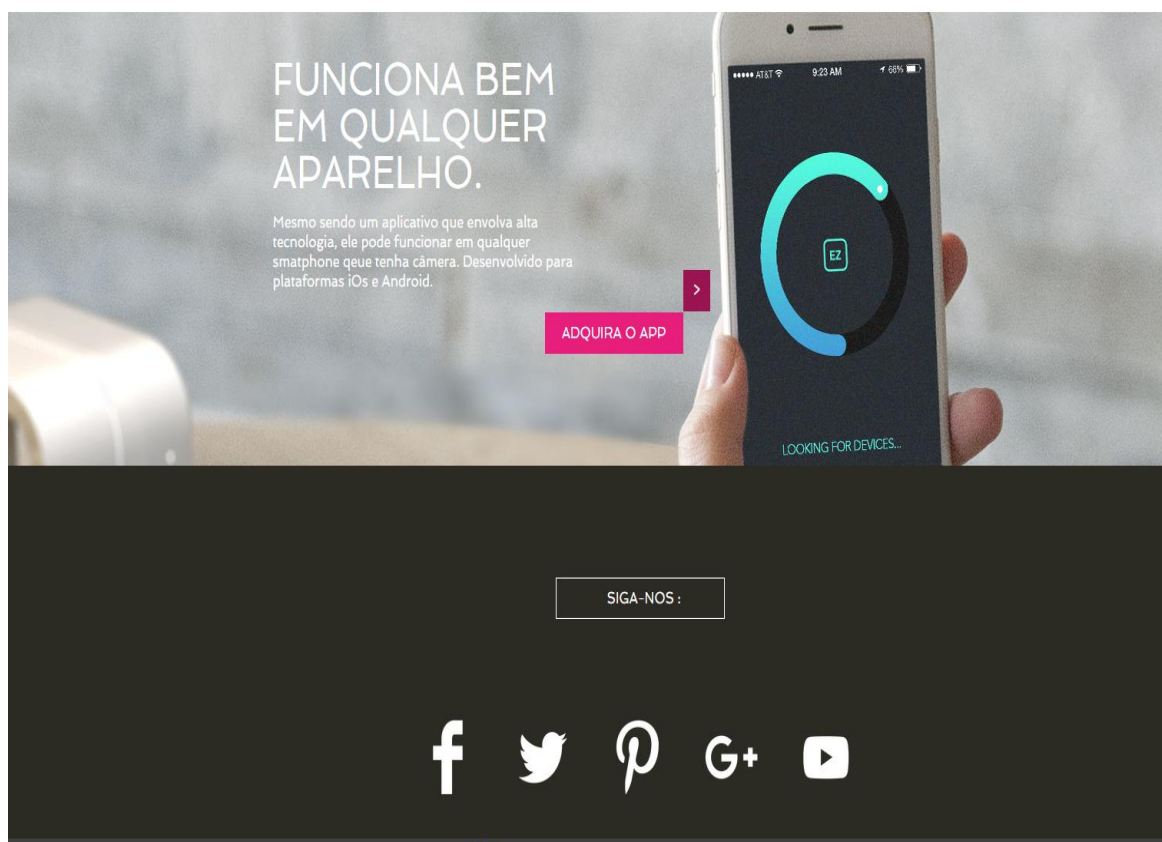 FUNCIONA BEM
EM QUALQUER
APARELHO.
Mesmo sendo um aplicativo que envolva alta
tecnologia, ele pode funcionar em qualquer
smatphone qeue tenha câmera. Desenvolvido para
plataformas iOs e Android.
>
ADQUIRA O APP
AT&T
9:23 AM
66%
EZ
LOOKING FOR DEVICES...
SIGA-NOS :
G+